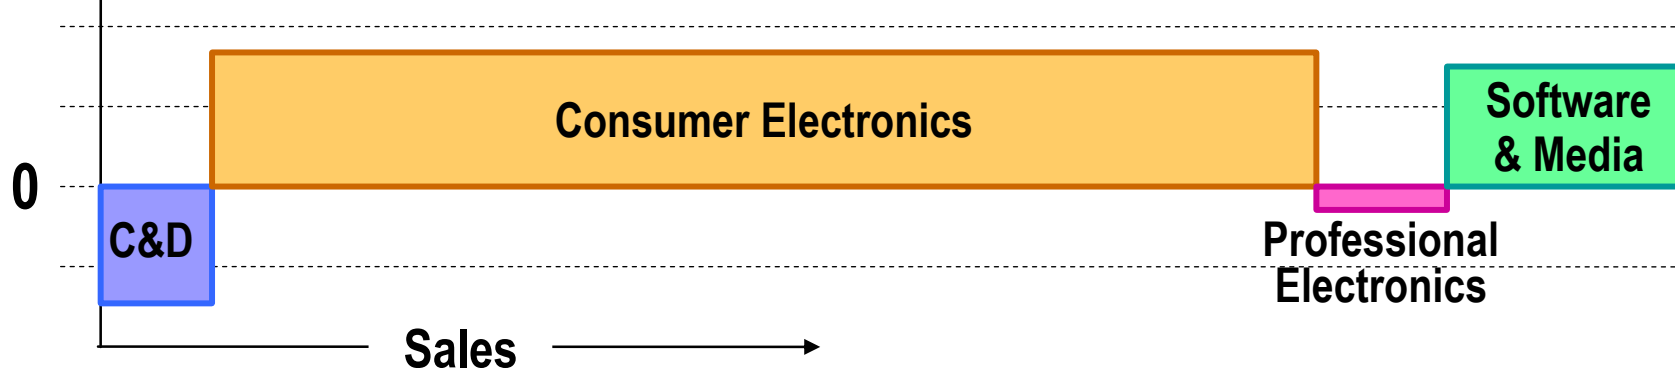 Consumer Electronics
Software
& Media
0
C&D
Professional
Electronics
Sales